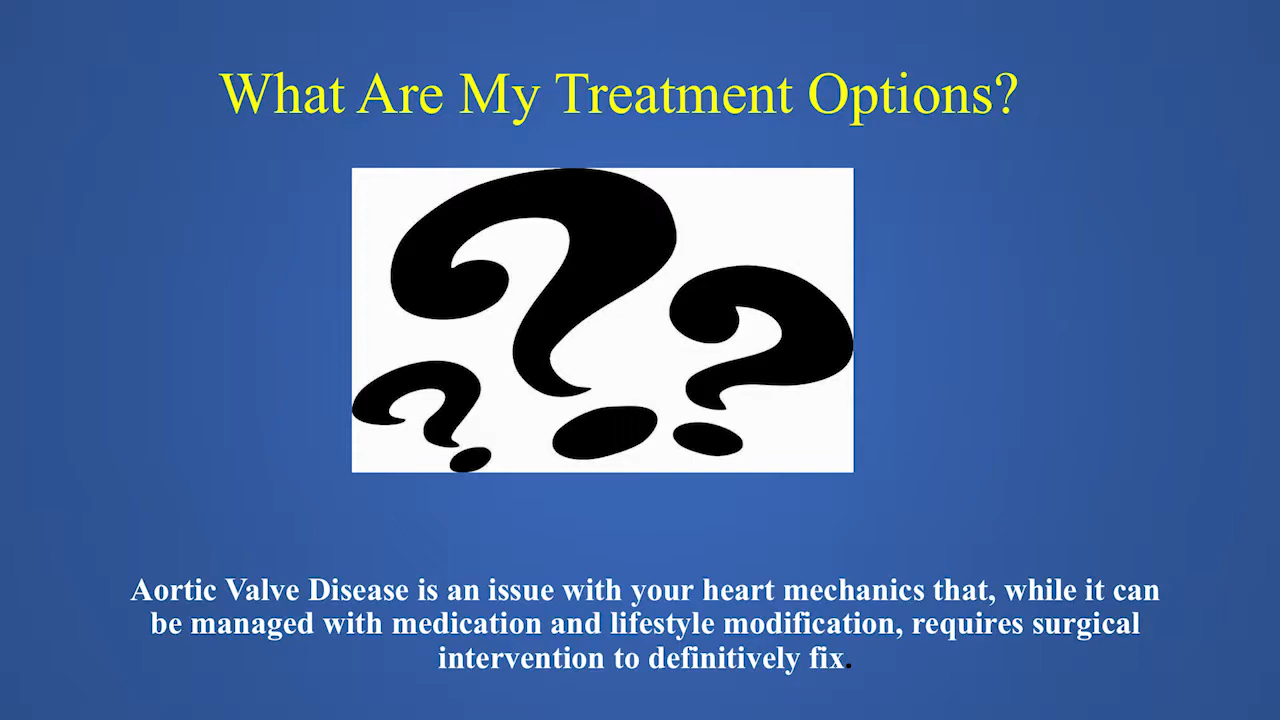 What Are My Treatment Options?
???
Aortic Valve Disease is an issue with your heart mechanics that, while it can
be managed with medication and lifestyle modification, requires surgical
intervention to definitively fix.